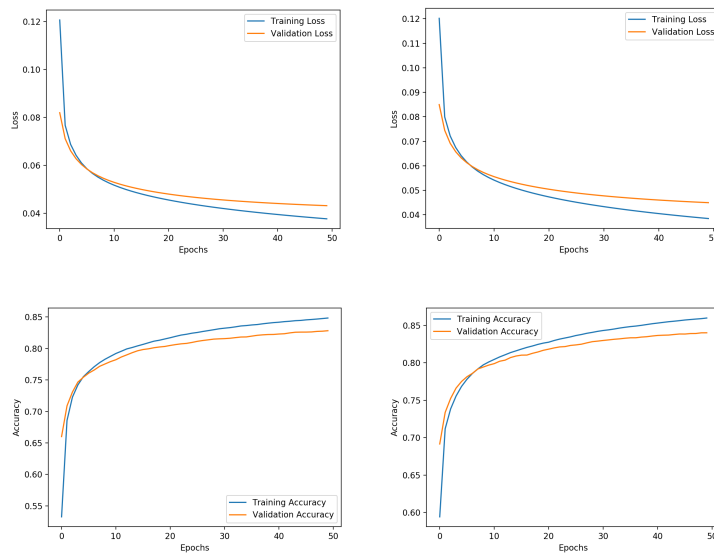 0.12
0.10
0.08
0.06
0.04
Loss
Training Loss
Validation Loss
0 10 20 30 40 50
Epochs
0.12
0.11
0.10
0.09
0.08
0.07
0.06
0.05
0.04
Loss
Training Loss
Validation Loss
0 10 20 30 40 50
Epochs
0.85
0.80
0.75
0.70
0.65
0.60
0.55
Accuracy
Training Accuracy
Validation Accuracy
0 10 20 30 40 50
Epochs
0.85
0.80
0.75
0.70
0.65
0.60
Accuracy
Training Accuracy
Validation Accuracy
0 10 20 30 40 50
Epochs